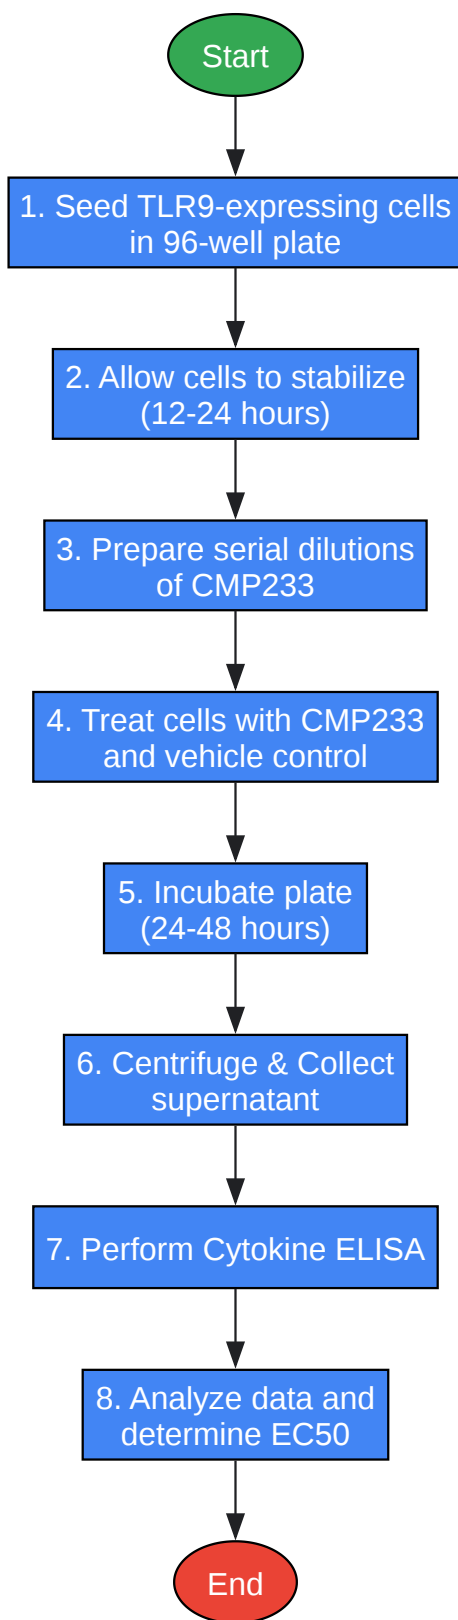 Start
1. Seed TLR9-expressing cells
in 96-well plate
2. Allow cells to stabilize
(12-24 hours)
3. Prepare serial dilutions
of CMP233
4. Treat cells with CMP233
and vehicle control
5. Incubate plate
(24-48 hours)
6. Centrifuge & Collect
supernatant
7. Perform Cytokine ELISA
8. Analyze data and
determine EC50
End